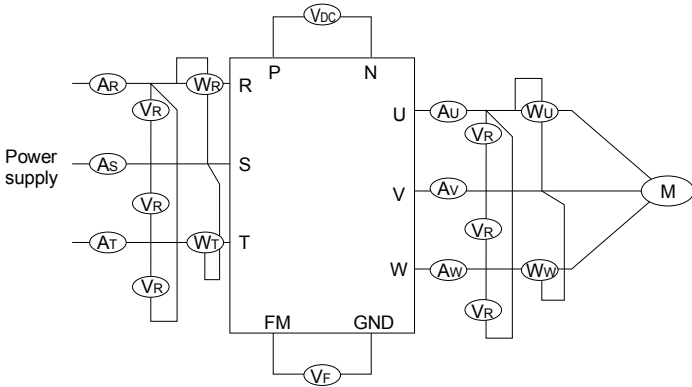 VDC
P N
AR WR R
VR
U AU WU
VR
Power
supply
AS S
V AV M
VR
VR
AT WT T
W AW WW
VR
VR
FM GND
VF